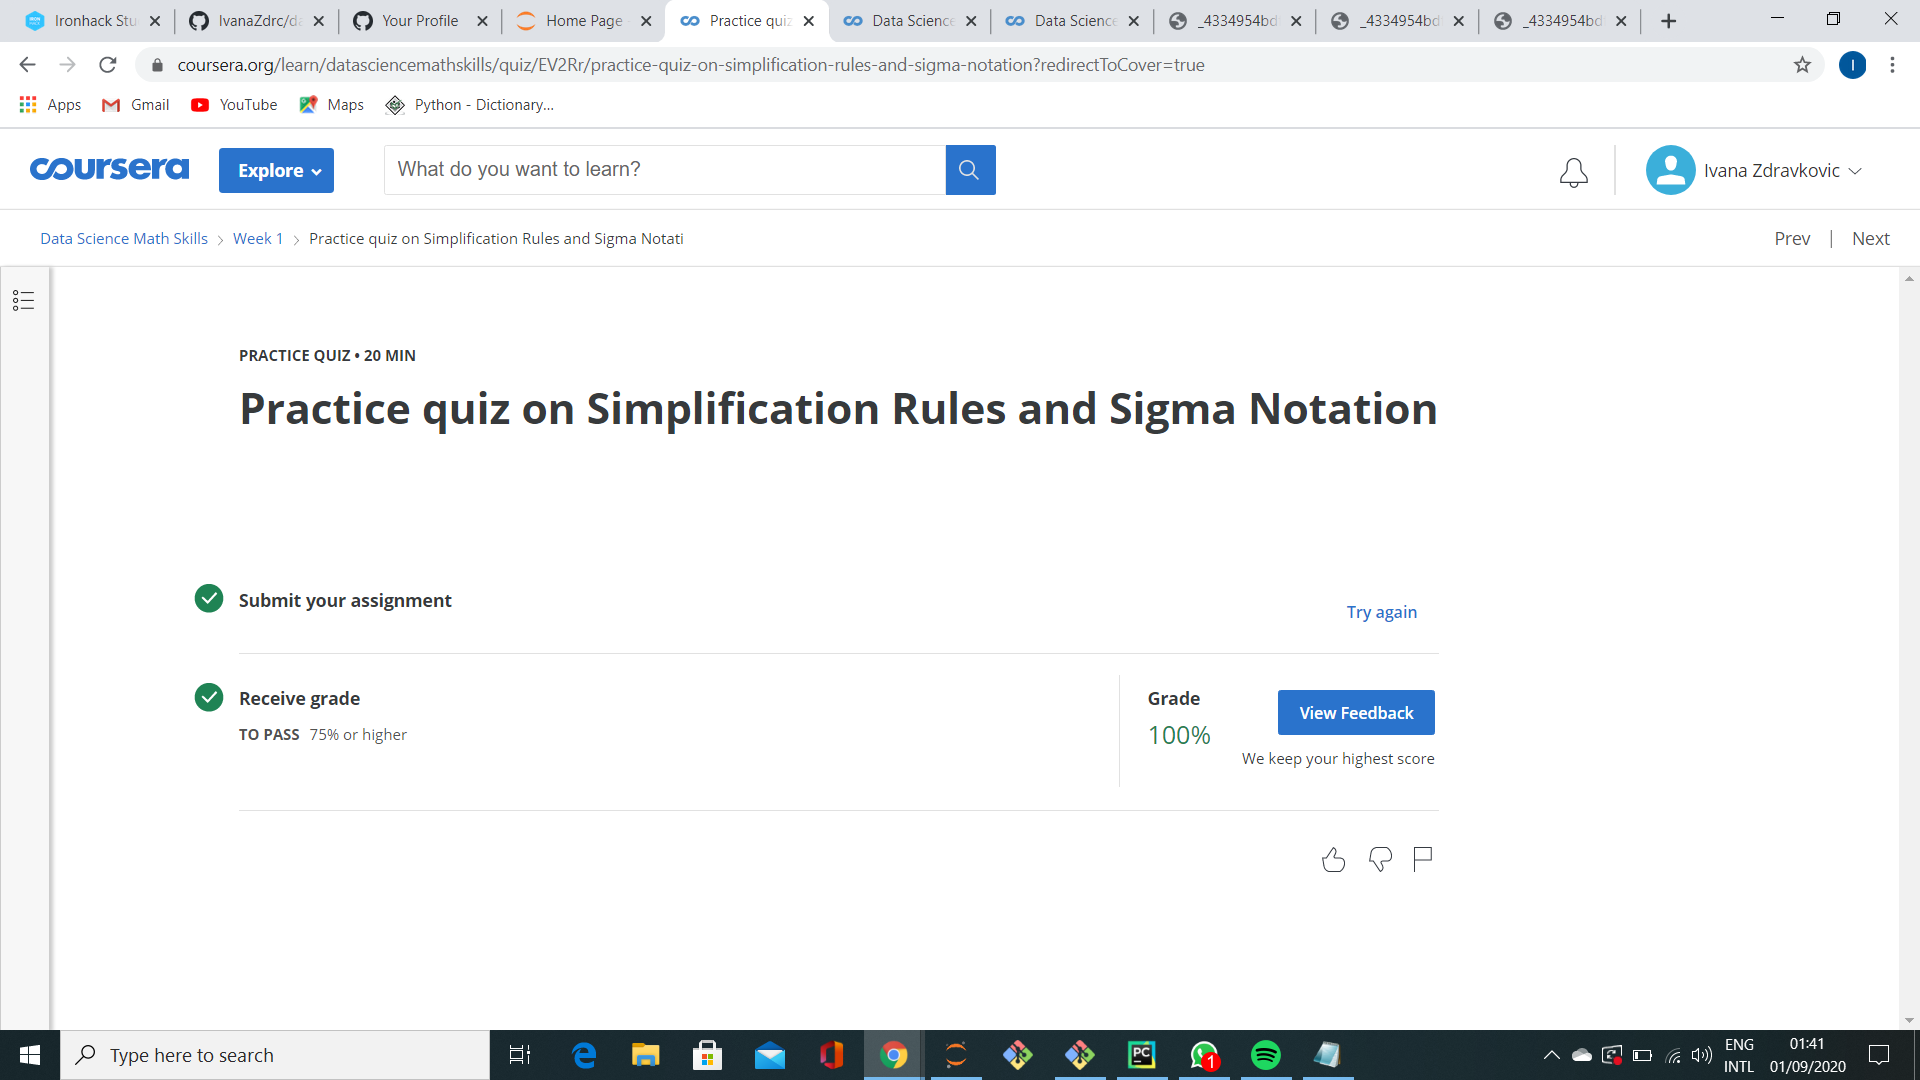 Ironhack Stu
IvanaZdrc/da
Your Profile
Home Page
Practice quiz
Data Science
Data Science
_4334954bd
_4334954bd
_4334954bd
coursera.org/learn/datasciencemathskills/quiz/EV2Rr/practice-quiz-on-simplification-rules-and-sigma-notation?redirectToCover=true
I
Apps
Gmail
YouTube
Maps
Python - Dictionary...
coursera
Explore
What do you want to learn?
Ivana Zdravkovic
Data Science Math Skills
Week 1
Practice quiz on Simplification Rules and Sigma Notati
Prev
Next
PRACTICE QUIZ • 20 MIN
Practice quiz on Simplification Rules and Sigma Notation
Submit your assignment
Try again
Receive grade
TO PASS 75% or higher
Grade
100%
View Feedback
We keep your highest score
Type here to search
PC
1
ENG
INTL
01:41
01/09/2020